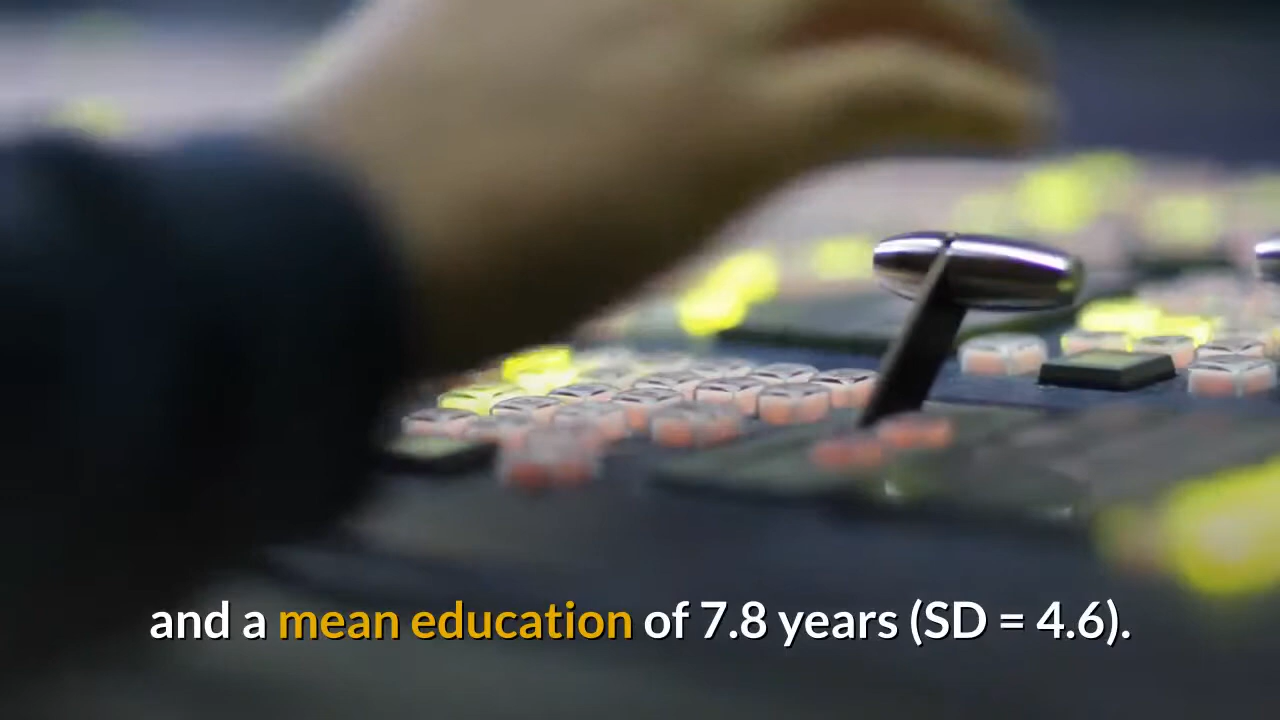 and a mean education of 7.8 years (SD = 4.6).